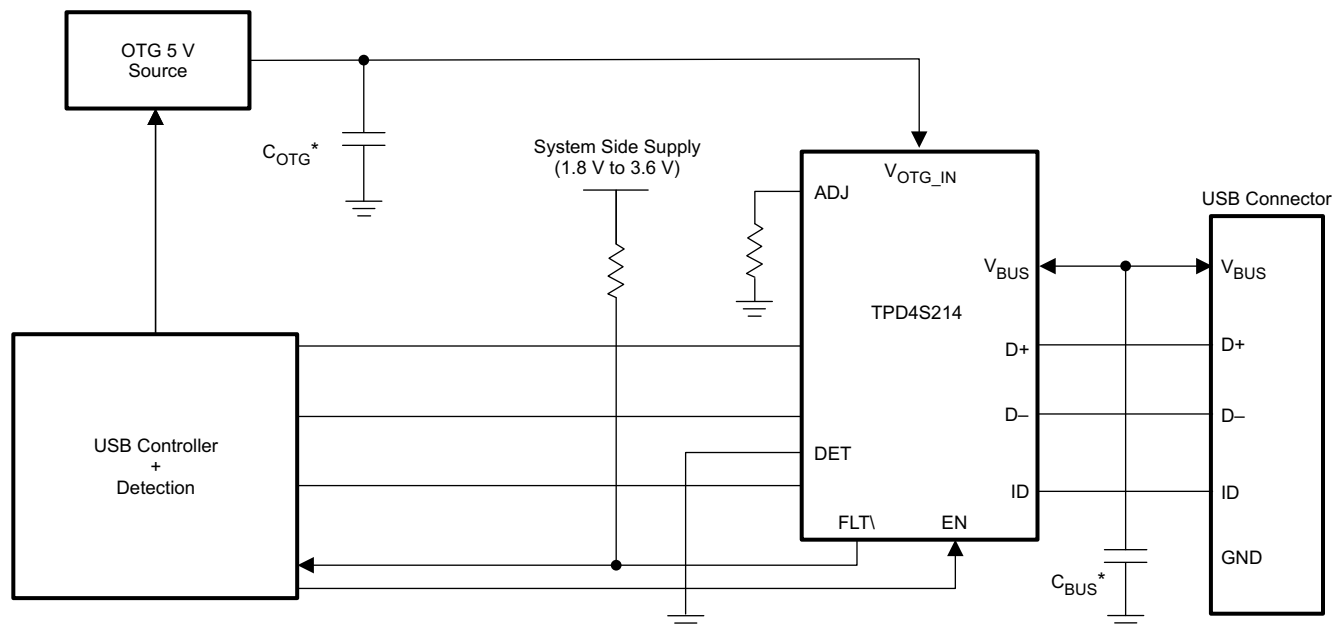 OTG 5 V
Source
C_OTG*
System Side Supply
(1.8 V to 3.6 V)
V_OTG_IN
ADJ
USB Connector
V_BUS
V_BUS
TPD4S214
D+
D+
D–
D–
USB Controller
+
Detection
DET
ID
ID
FLT\
EN
GND
C_BUS*